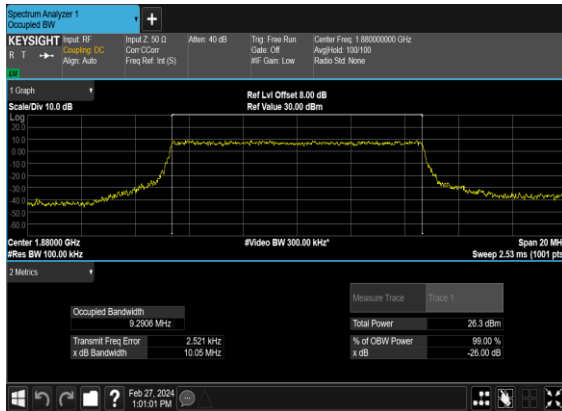 Spectrum Analyzer 1
Occupied BW
+
KEYSIGHT Input: RF Input Z: 50 Ω Atten: 40 dB Trig: Free Run Center Freq: 1.880000000 GHz
R T Coupling: DC Corr CCorr Gate: Off Avg|Hold: 100/100
Align: Auto Freq Ref: Int (S) #IF Gain: Low Radio Std: None
1 Graph
Ref Lvl Offset 8.00 dB
Scale/Div 10.0 dB Ref Value 30.00 dBm
Log
20.0
10.0
0.00
-10.0
-20.0
-30.0
-40.0
-50.0
-60.0
Center 1.88000 GHz #Video BW 300.00 kHz* Span 20 MH
#Res BW 100.00 kHz Sweep 2.53 ms (1001 pts
2 Metrics
Measure Trace Trace 1
Occupied Bandwidth
9.2906 MHz Total Power 26.3 dBm
Transmit Freq Error 2.521 kHz % of OBW Power 99.00 %
x dB Bandwidth 10.05 MHz x dB -26.00 dB
? Feb 27, 2024
1:01:01 PM